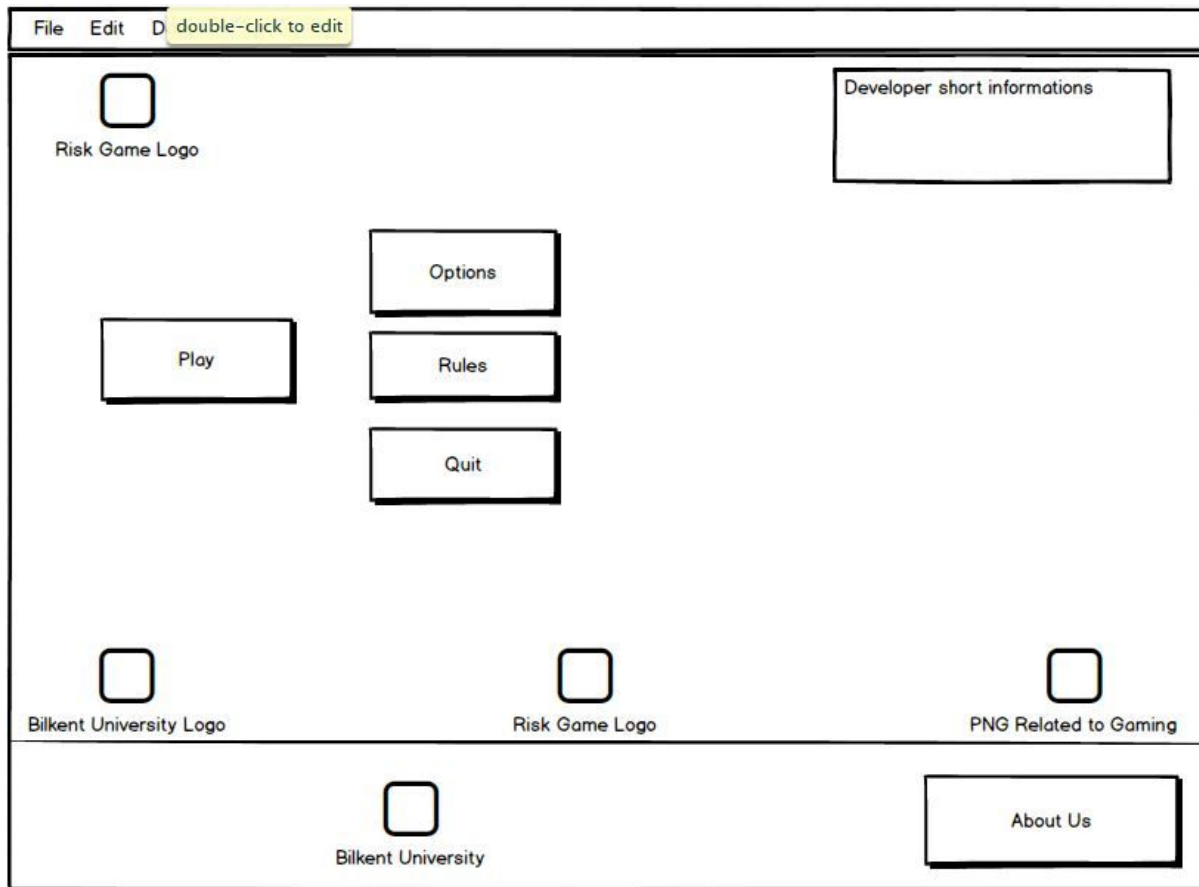 File Edit D
double-click to edit
Risk Game Logo
Developer short informations
Options
Play
Rules
Quit
Bilkent University Logo
Risk Game Logo
PNG Related to Gaming
Bilkent University
About Us